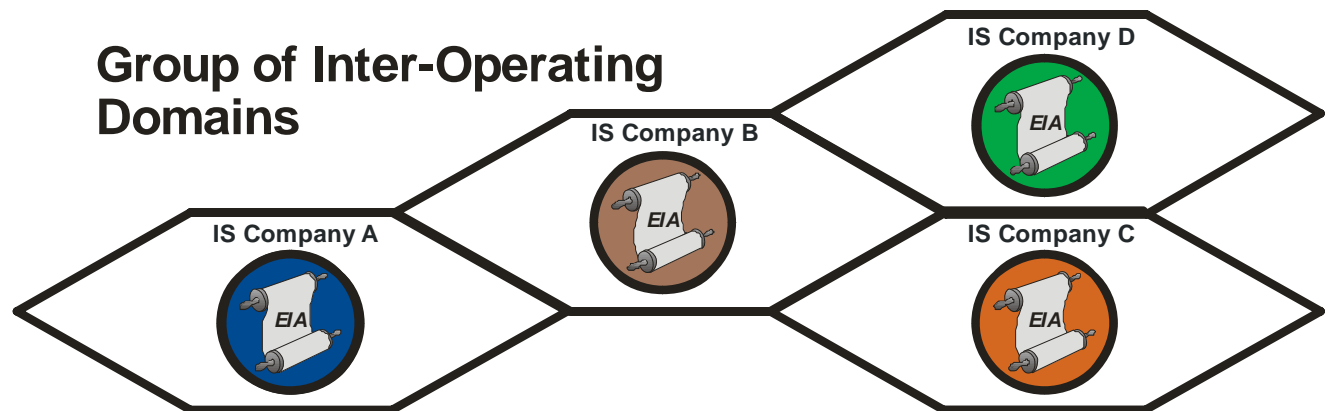 Group of Inter-Operating
Domains
IS Company D
EIA
IS Company B
EIA
IS Company A
EIA
IS Company C
EIA